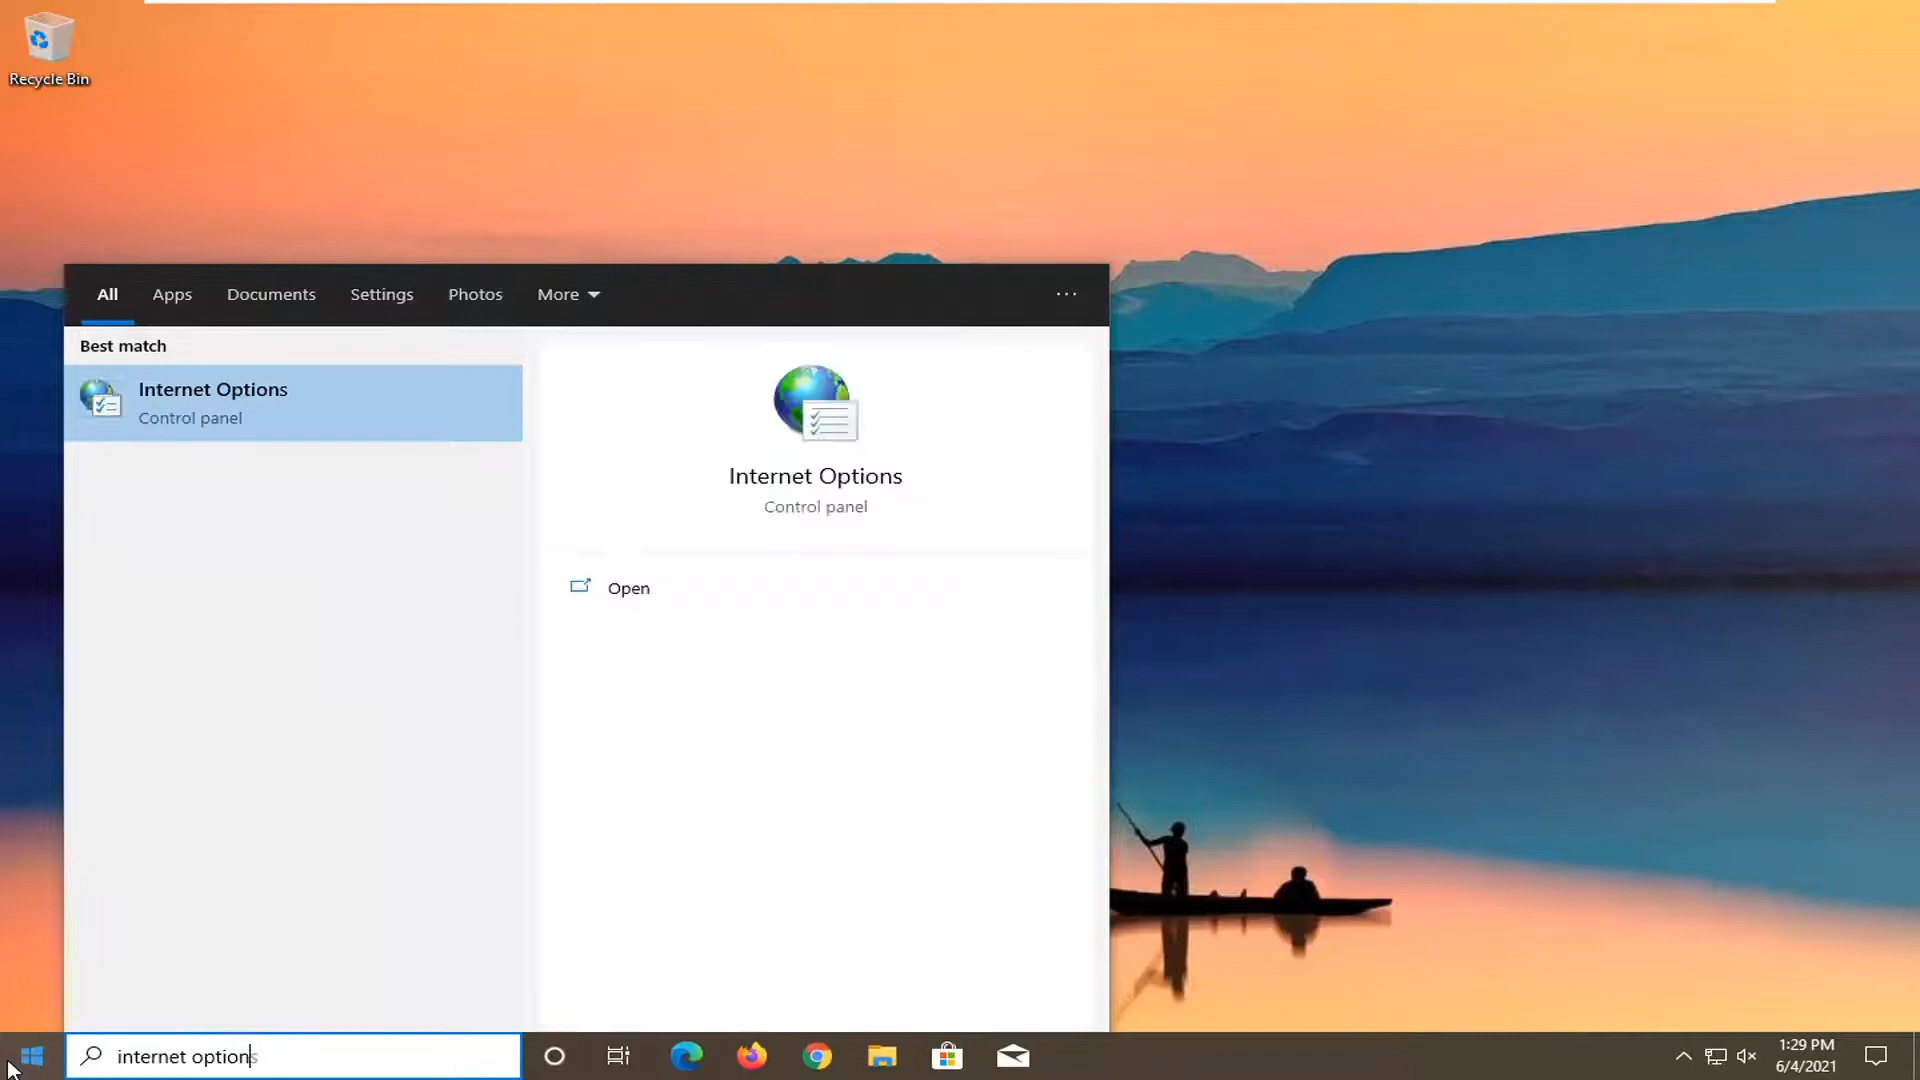 Recycle Bin
All Apps Documents Settings Photos More
Best match
Internet Options
Control panel
Internet Options
Control panel
Open
internet options
1:29 PM
6/4/2021